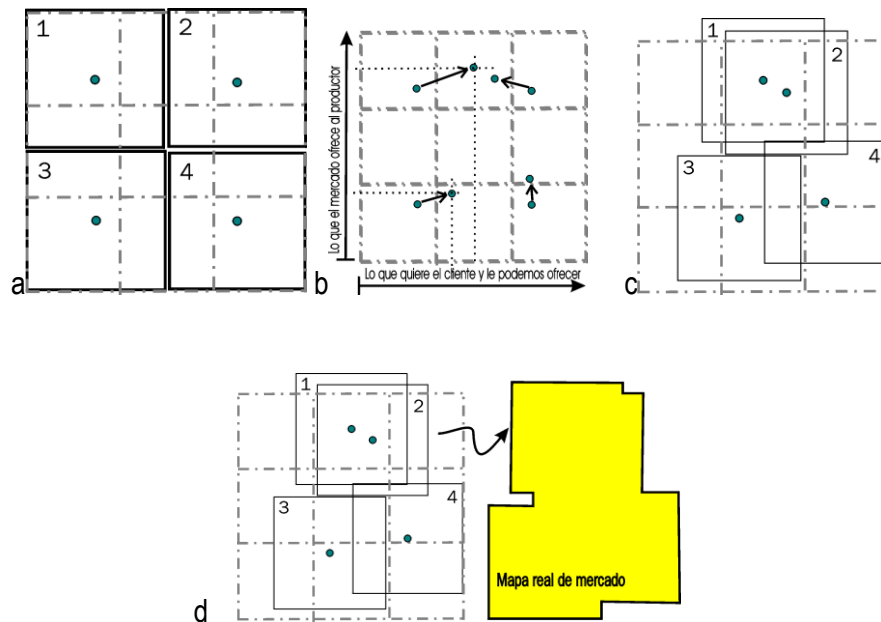 1
2
3
4
a
Lo que el mercado ofrece al productor
Lo que quiere el cliente y le podemos ofrecer
b
1
2
3
4
c
1
2
3
4
Mapa real de mercado
d